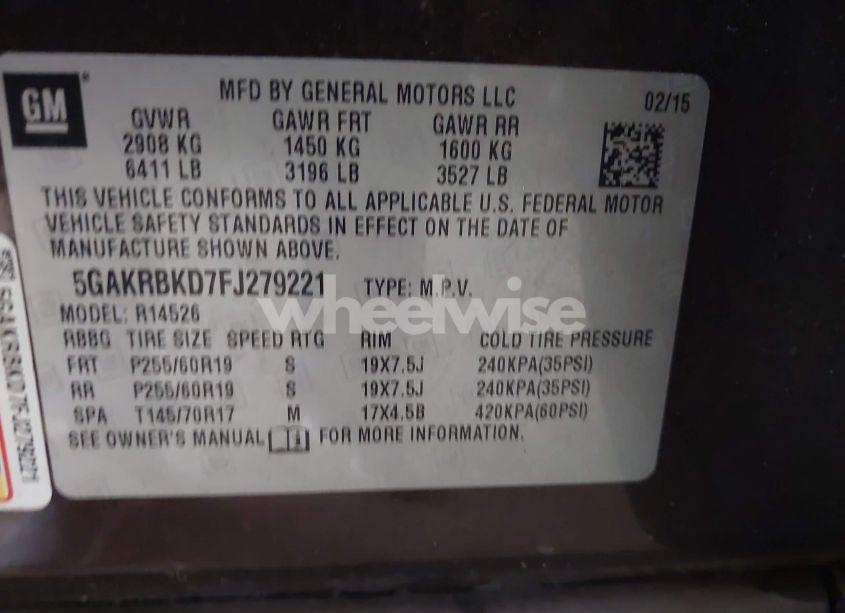 GM®
MFD BY GENERAL MOTORS LLC 02/15
GVWR GAWR FRT GAWR RR
2908 KG 1450 KG 1600 KG
6411 LB 3196 LB 3527 LB
THIS VEHICLE CONFORMS TO ALL APPLICABLE U.S. FEDERAL MOTOR
VEHICLE SAFETY STANDARDS IN EFFECT ON THE DATE OF
MANUFACTURE SHOWN ABOVE.
5GAKRBKD7FJ279221 TYPE: M.P.V.
MODEL: R14526
RBBG TIRE SIZE SPEED RTG RIM COLD TIRE PRESSURE
FRT P255/60R19 S 19X7.5J 240KPA(35PSI)
RR P255/60R19 S 19X7.5J 240KPA(35PSI)
SPA T145/70R17 M 17X4.5B 420KPA(60PSI)
SEE OWNER'S MANUAL FOR MORE INFORMATION.
5GAKRBKD7FJ279221
wheelwise